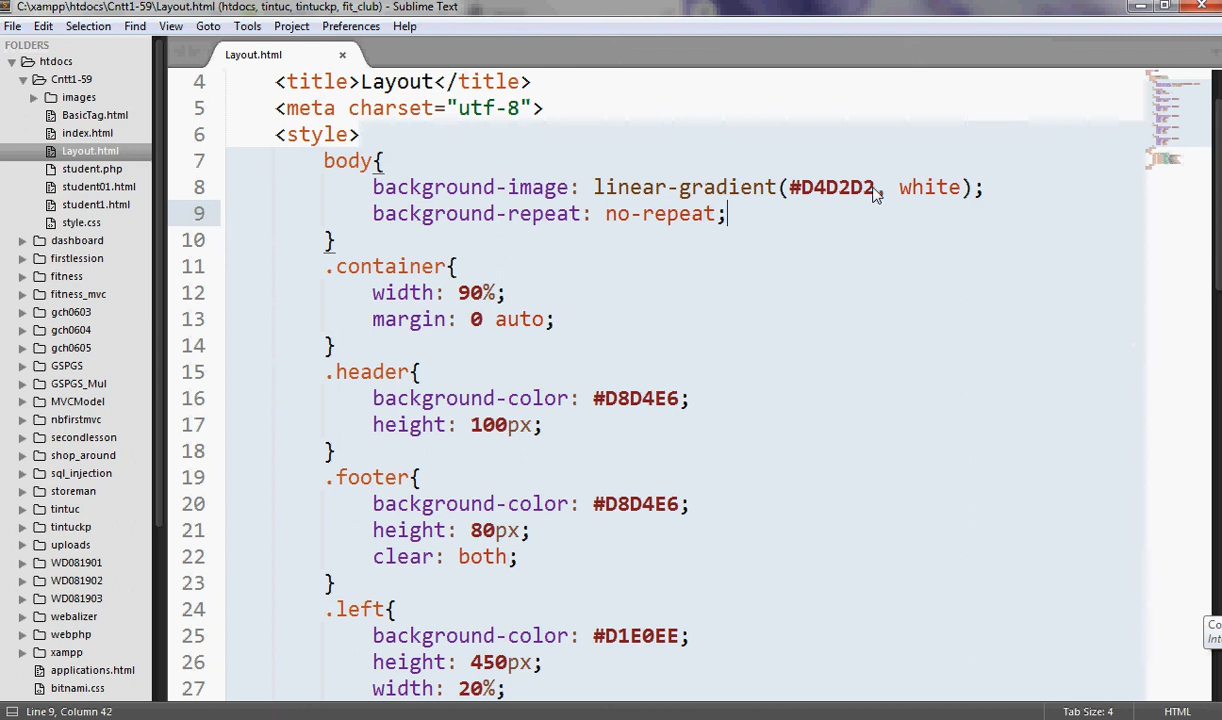 C:\xampp\htdocs\Cntt1-59\Layout.html (htdocs, tintuc, tintuckp, fit_club) - Sublime Text
File Edit Selection Find View Goto Tools Project Preferences Help
FOLDERS
htdocs
Cntt1-59
images
BasicTag.html
index.html
Layout.html
student.php
student01.html
student1.html
style.css
dashboard
firstlession
fitness
fitness_mvc
gch0603
gch0604
gch0605
GSPGS
GSPGS_Mul
MVCModel
nbfirstmvc
secondlesson
shop_around
sql_injection
storeman
tintuc
tintuckp
uploads
WD081901
WD081902
WD081903
webalizer
webphp
xampp
applications.html
bitnami.css
Layout.html ×
4 <title>Layout</title>
5 <meta charset="utf-8">
6 <style>
7 body{
8 background-image: linear-gradient(#D4D2D2, white);
9 background-repeat: no-repeat;
10 }
11 .container{
12 width: 90%;
13 margin: 0 auto;
14 }
15 .header{
16 background-color: #D8D4E6;
17 height: 100px;
18 }
19 .footer{
20 background-color: #D8D4E6;
21 height: 80px;
22 clear: both;
23 }
24 .left{
25 background-color: #D1E0EE;
26 height: 450px;
27 width: 20%;
Co
Int
Line 9, Column 42
Tab Size: 4
HTML